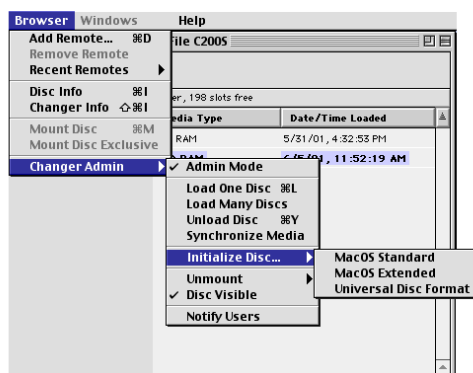 Browser Windows Help
File C200S
Add Remote... ⌘D
Remove Remote
Recent Remotes
Disc Info ⌘I
Changer Info ⇧⌘I
er, 198 slots free
Mount Disc ⌘M
Mount Disc Exclusive
edia Type Date/Time Loaded
RAM 5/31/01, 4:32:53 PM
RAM 6/5/01, 11:52:19 AM
Changer Admin
✓ Admin Mode
Load One Disc ⌘L
Load Many Discs
Unload Disc ⌘Y
Synchronize Media
Initialize Disc...
MacOS Standard
MacOS Extended
Universal Disc Format
Unmount
✓ Disc Visible
Notify Users